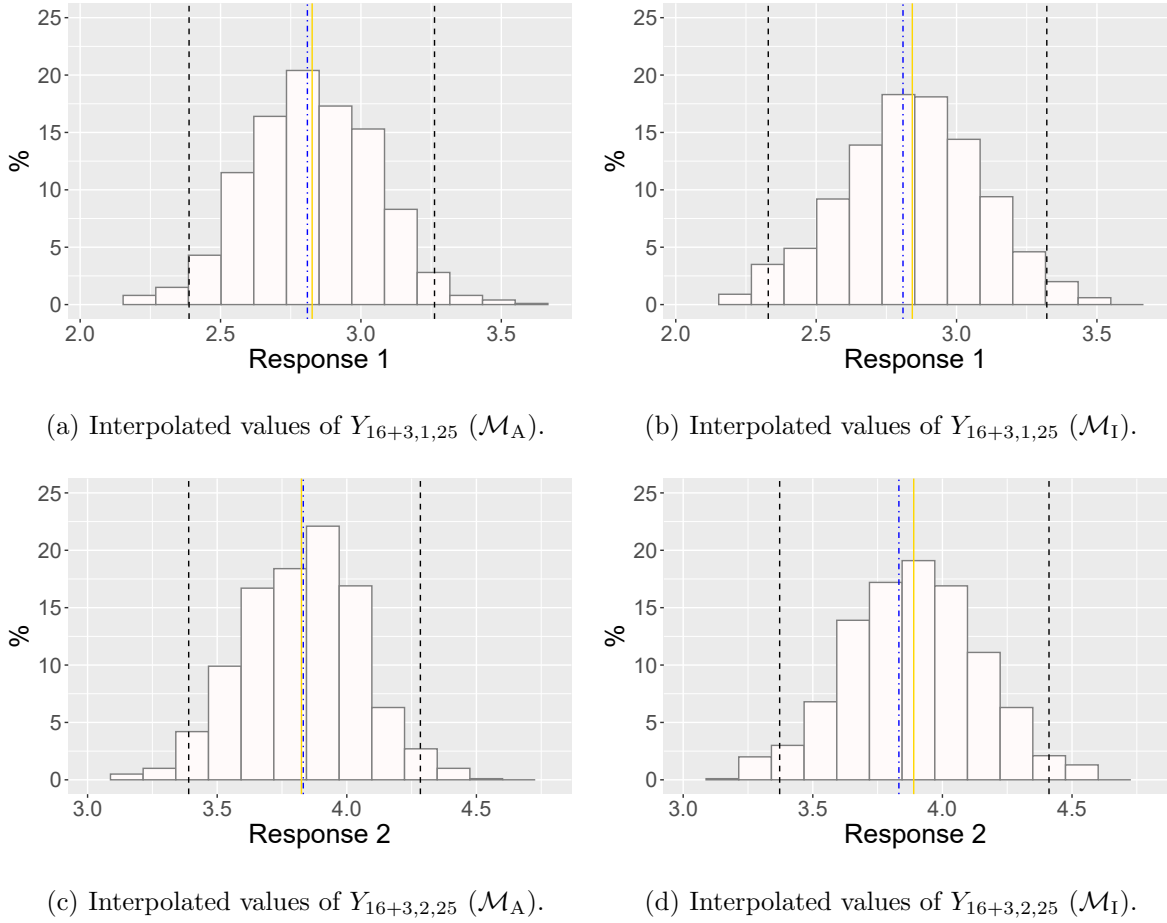 25
20
15
10
5
0
%
2.0 2.5 3.0 3.5
Response 1
25
20
15
10
5
0
%
2.0 2.5 3.0 3.5
Response 1
(a) Interpolated values of Y₁₆₊₃,₁,₂₅ (ℳ_A).
(b) Interpolated values of Y₁₆₊₃,₁,₂₅ (ℳ_I).
25
20
15
10
5
0
%
3.0 3.5 4.0 4.5
Response 2
25
20
15
10
5
0
%
3.0 3.5 4.0 4.5
Response 2
(c) Interpolated values of Y₁₆₊₃,₂,₂₅ (ℳ_A).
(d) Interpolated values of Y₁₆₊₃,₂,₂₅ (ℳ_I).